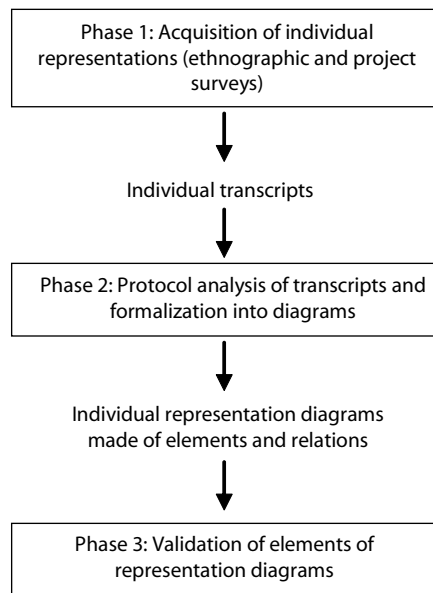 Phase 1: Acquisition of individual
representations (ethnographic and project
surveys)
Individual transcripts
Phase 2: Protocol analysis of transcripts and
formalization into diagrams
Individual representation diagrams
made of elements and relations
Phase 3: Validation of elements of
representation diagrams